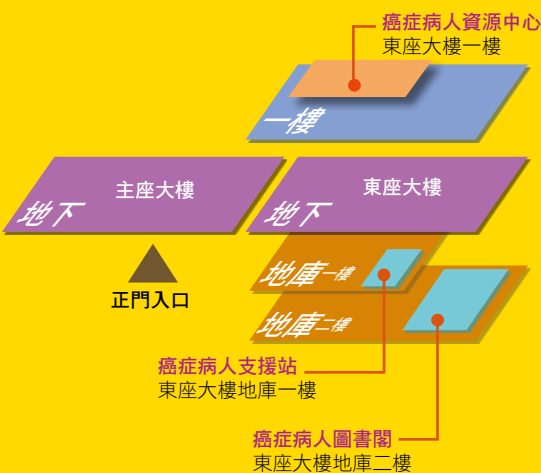 癌症病人資源中心
東座大樓一樓
一樓
主座大樓
東座大樓
地下
地下
地庫一樓
正門入口
地庫二樓
癌症病人支援站
東座大樓地庫一樓
癌症病人圖書閣
東座大樓地庫二樓